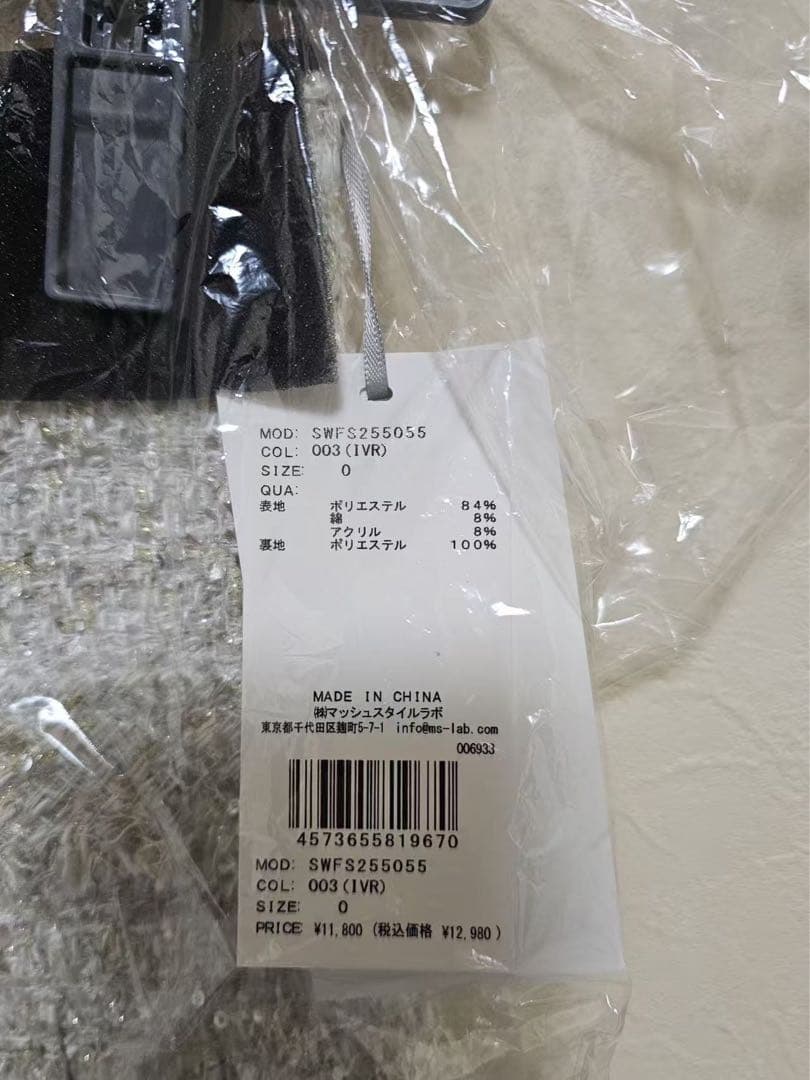 MOD: SWFS255055
COL: 003(IVR)
SIZE: 0
QUA:
表地 ポリエステル 84%
綿 8%
アクリル 8%
裏地 ポリエステル 100%
MADE IN CHINA
㈱マッシュスタイルラボ
東京都千代田区麹町5-7-1 info@ms-lab.com
006933
4573655819670
MOD: SWFS255055
COL: 003(IVR)
SIZE: 0
PRICE: ¥11,800 (税込価格 ¥12,980)